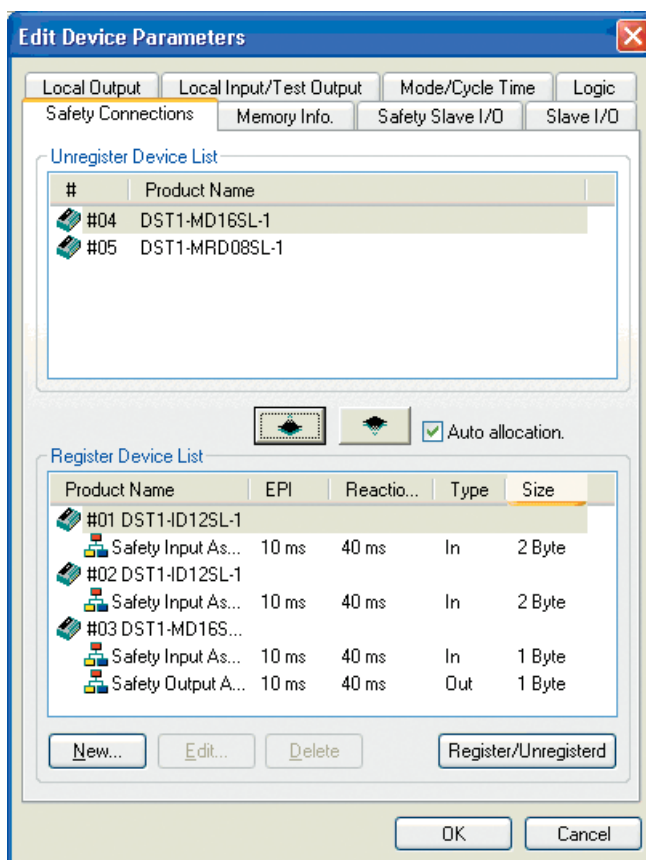 Edit Device Parameters
Local Output Local Input/Test Output Mode/Cycle Time Logic
Safety Connections Memory Info. Safety Slave I/O Slave I/O
Unregister Device List
# Product Name
#04 DST1-MD16SL-1
#05 DST1-MRD08SL-1
Auto allocation.
Register Device List
Product Name EPI Reactio... Type Size
#01 DST1-ID12SL-1
Safety Input As... 10 ms 40 ms In 2 Byte
#02 DST1-ID12SL-1
Safety Input As... 10 ms 40 ms In 2 Byte
#03 DST1-MD16S...
Safety Input As... 10 ms 40 ms In 1 Byte
Safety Output A... 10 ms 40 ms Out 1 Byte
New... Edit... Delete Register/Unregisterd
OK Cancel